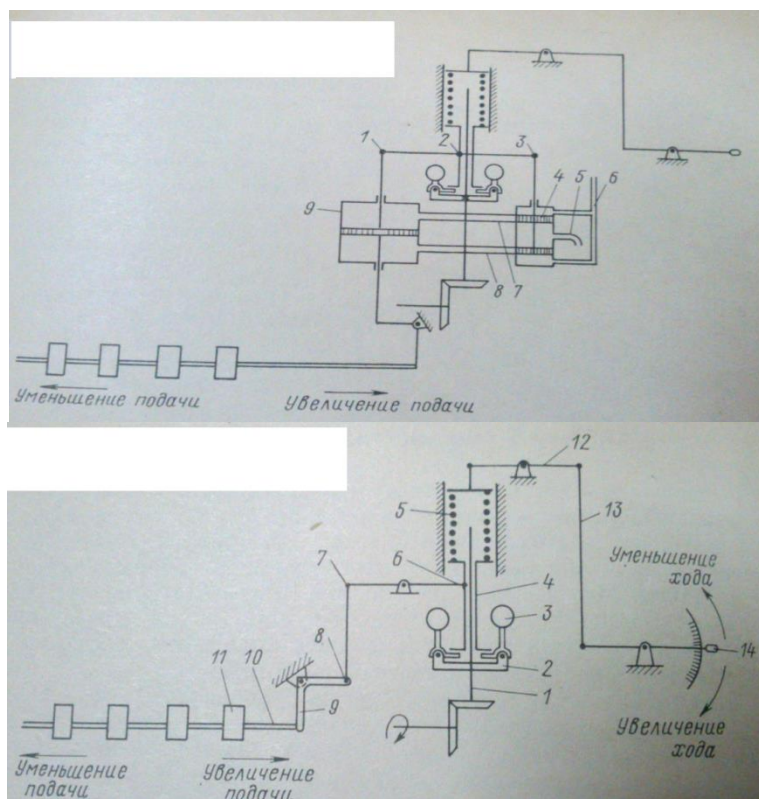 1
2
3
4
5
6
9
7
8
Уменьшение подачи
Увеличение подачи
12
5
13
Уменьшение
хода
7
6
4
3
14
8
11
10
9
2
1
Увеличение
хода
Уменьшение
подачи
Увеличение
подачи